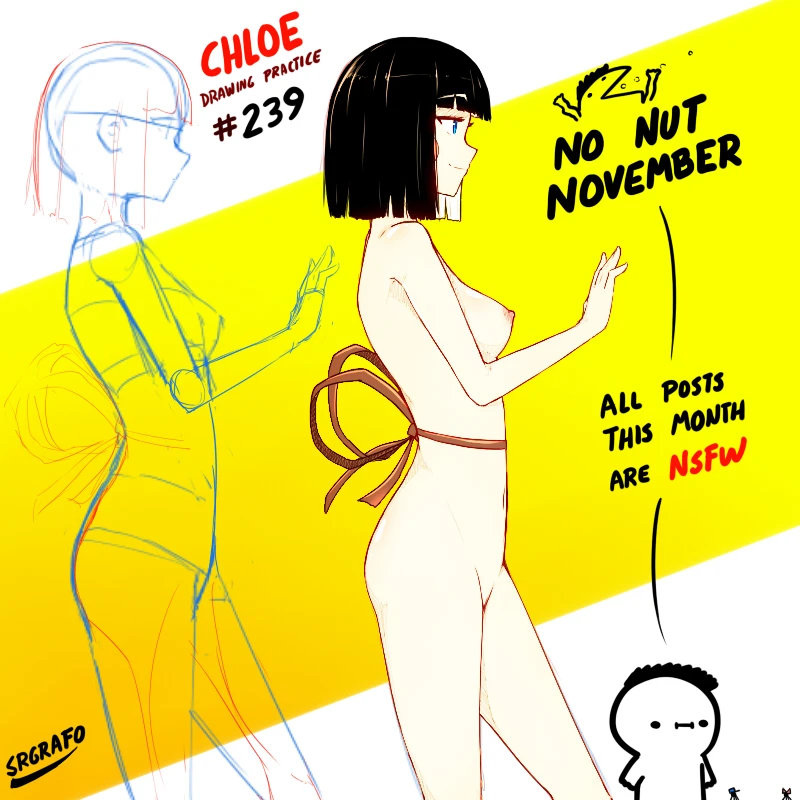 CHLOE
DRAWING PRACTICE
#239
NO NUT
NOVEMBER
ALL POSTS
THIS MONTH
ARE NSFW
SRGRAFO